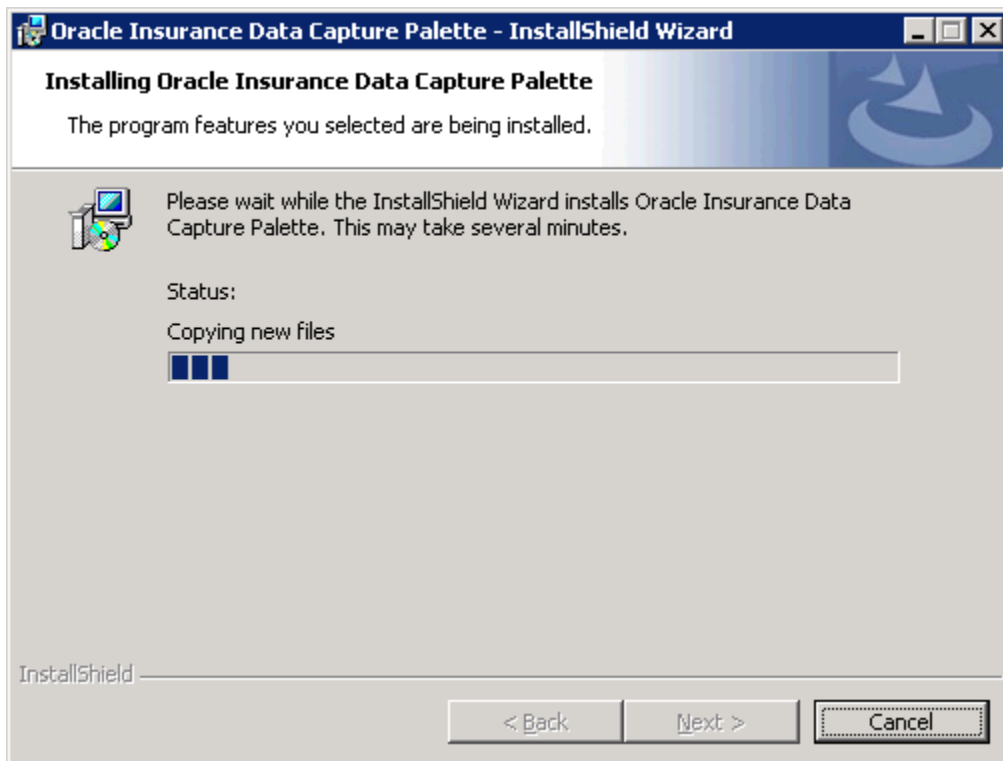 Oracle Insurance Data Capture Palette - InstallShield Wizard
Installing Oracle Insurance Data Capture Palette
The program features you selected are being installed.
Please wait while the InstallShield Wizard installs Oracle Insurance Data
Capture Palette. This may take several minutes.
Status:
Copying new files
InstallShield
< Back
Next >
Cancel